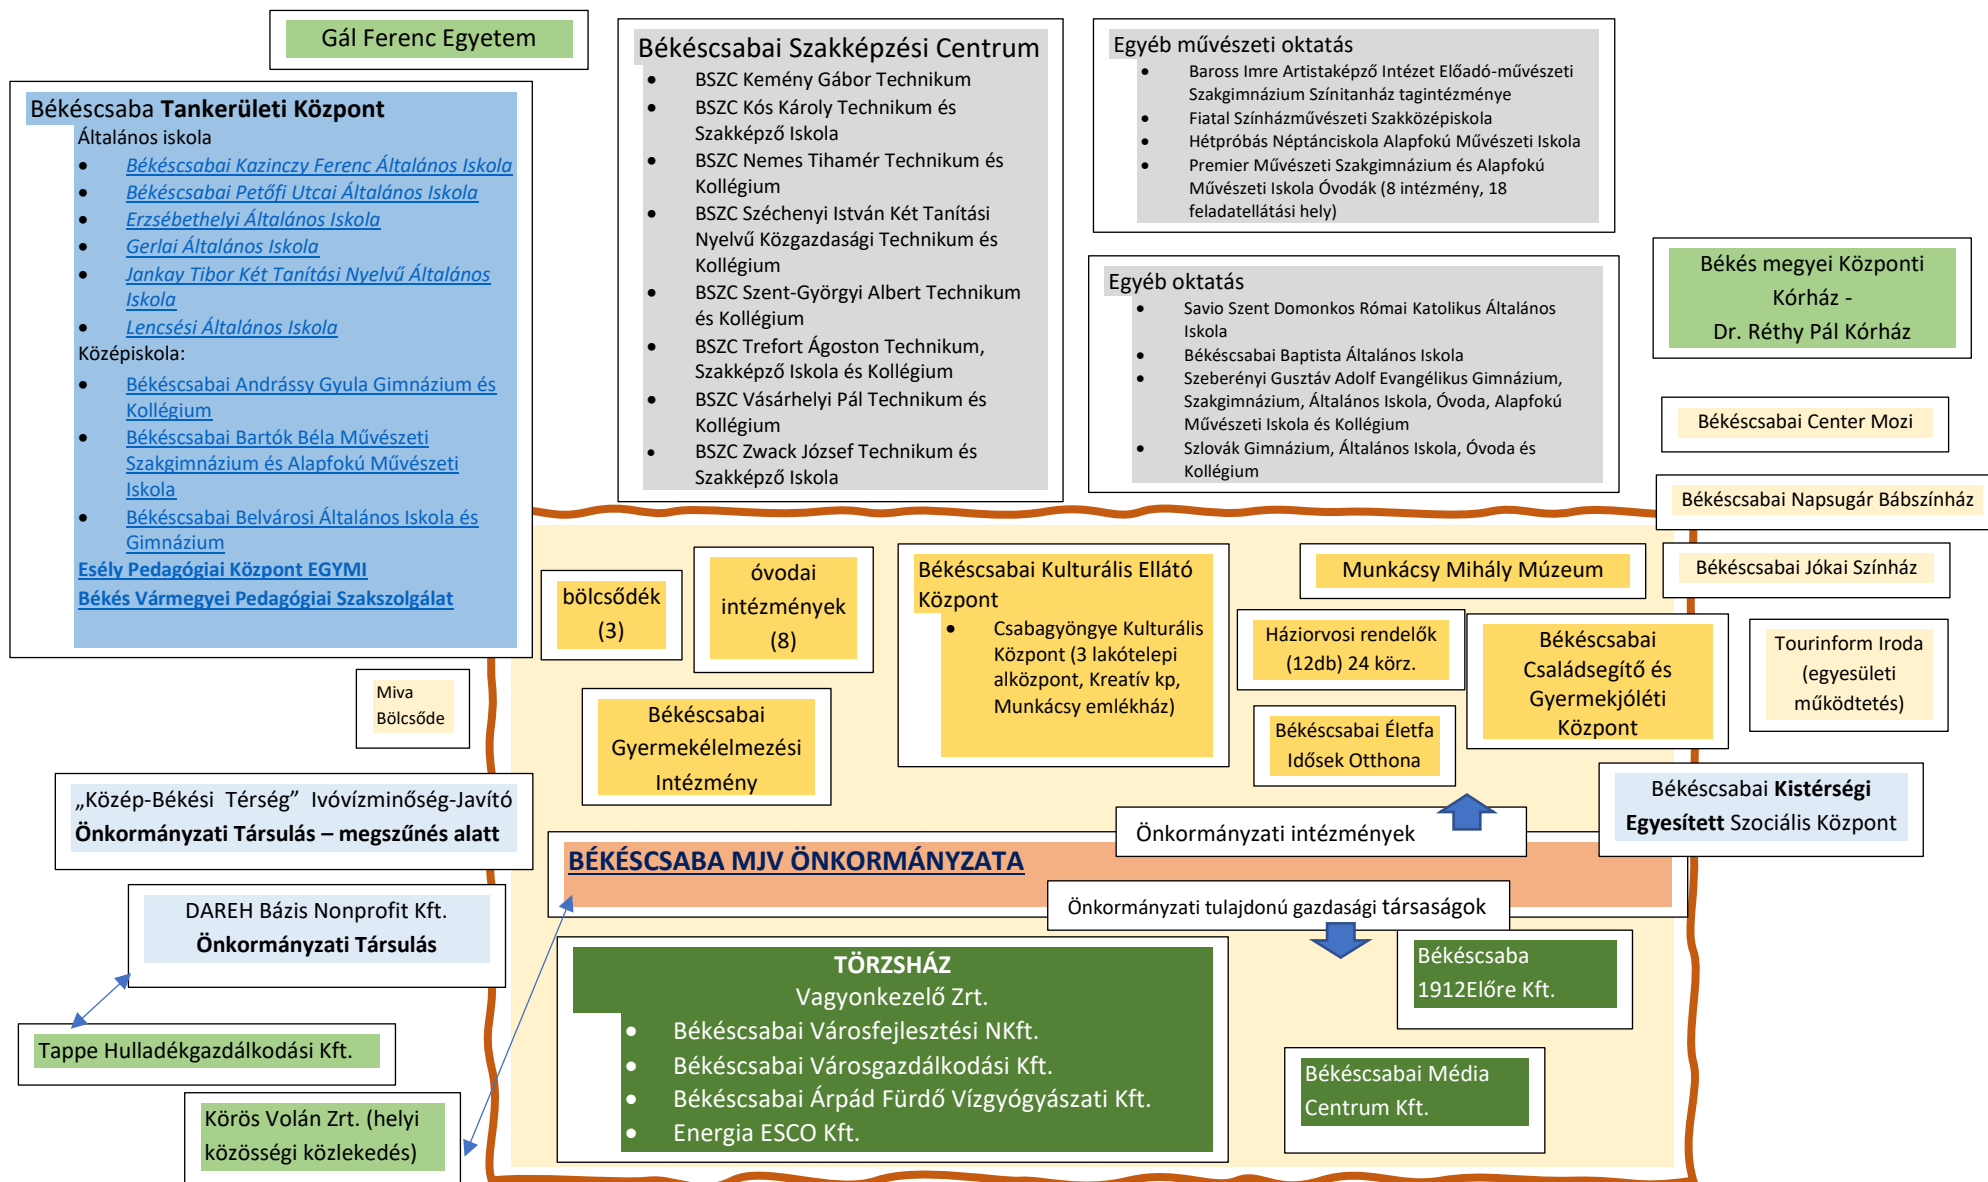 Gál Ferenc Egyetem
Békéscsaba Tankerületi Központ
Általános iskola
• Békéscsabai Kazinczy Ferenc Általános Iskola
• Békéscsabai Petőfi Utcai Általános Iskola
• Erzsébethelyi Általános Iskola
• Gerlai Általános Iskola
• Jankay Tibor Két Tanítási Nyelvű Általános
Iskola
• Lencsési Általános Iskola
Középiskola:
• Békéscsabai Andrássy Gyula Gimnázium és
Kollégium
• Békéscsabai Bartók Béla Művészeti
Szakgimnázium és Alapfokú Művészeti
Iskola
• Békéscsabai Belvárosi Általános Iskola és
Gimnázium
Esély Pedagógiai Központ EGYMI
Békés Vármegyei Pedagógiai Szakszolgálat
Békéscsabai Szakképzési Centrum
• BSZC Kemény Gábor Technikum
• BSZC Kós Károly Technikum és
Szakképző Iskola
• BSZC Nemes Tihamér Technikum és
Kollégium
• BSZC Széchenyi István Két Tanítási
Nyelvű Közgazdasági Technikum és
Kollégium
• BSZC Szent-Györgyi Albert Technikum
és Kollégium
• BSZC Trefort Ágoston Technikum,
Szakképző Iskola és Kollégium
• BSZC Vásárhelyi Pál Technikum és
Kollégium
• BSZC Zwack József Technikum és
Szakképző Iskola
Egyéb művészeti oktatás
• Baross Imre Artistaképző Intézet Előadó-művészeti
Szakgimnázium Színitanház tagintézménye
• Fiatal Színházművészeti Szakközépiskola
• Hétpróbás Néptánciskola Alapfokú Művészeti Iskola
• Premier Művészeti Szakgimnázium és Alapfokú
Művészeti Iskola Óvodák (8 intézmény, 18
feladatellátási hely)
Egyéb oktatás
• Savio Szent Domonkos Római Katolikus Általános
Iskola
• Békéscsabai Baptista Általános Iskola
• Szeberényi Gusztáv Adolf Evangélikus Gimnázium,
Szakgimnázium, Általános Iskola, Óvoda, Alapfokú
Művészeti Iskola és Kollégium
• Szlovák Gimnázium, Általános Iskola, Óvoda és
Kollégium
Békés megyei Központi
Kórház -
Dr. Réthy Pál Kórház
Békéscsabai Center Mozi
Békéscsabai Napsugár Bábszínház
Békéscsabai Jókai Színház
Tourinform Iroda
(egyesületi
működtetés)
bölcsődék
(3)
óvodai
intézmények
(8)
Békéscsabai Kulturális Ellátó
Központ
• Csabagyöngye Kulturális
Központ (3 lakótelepi
alközpont, Kreatív kp,
Munkácsy emlékház)
Munkácsy Mihály Múzeum
Háziorvosi rendelők
(12db) 24 körz.
Békéscsabai
Családsegítő és
Gyermekjóléti
Központ
Miva
Bölcsőde
Békéscsabai
Gyermekélelmezési
Intézmény
Békéscsabai Életfa
Idősek Otthona
„Közép-Békési Térség” Ivóvízminőség-Javító
Önkormányzati Társulás – megszűnés alatt
Békéscsabai Kistérségi
Egyesített Szociális Központ
Önkormányzati intézmények
BÉKÉSCSABA MJV ÖNKORMÁNYZATA
Önkormányzati tulajdonú gazdasági társaságok
DAREH Bázis Nonprofit Kft.
Önkormányzati Társulás
Tappe Hulladékgazdálkodási Kft.
Körös Volán Zrt. (helyi
közösségi közlekedés)
TÖRZSHÁZ
Vagyonkezelő Zrt.
• Békéscsabai Városfejlesztési NKft.
• Békéscsabai Városgazdálkodási Kft.
• Békéscsabai Árpád Fürdő Vízgyógyászati Kft.
• Energia ESCO Kft.
Békéscsaba
1912Előre Kft.
Békéscsabai Média
Centrum Kft.